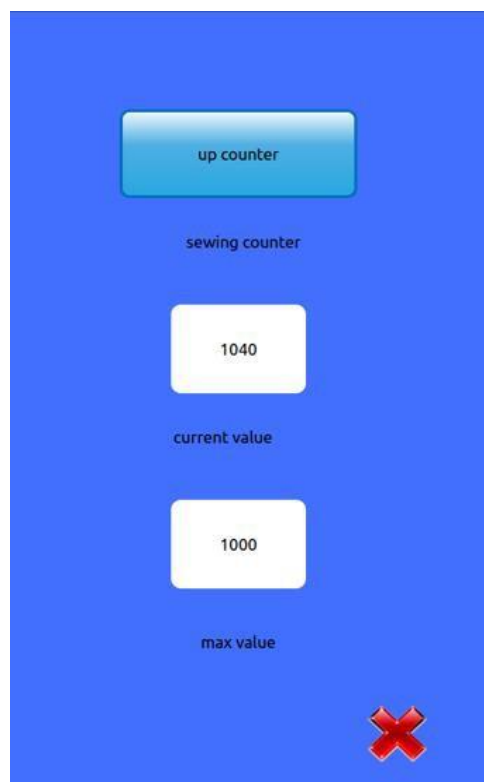 up counter
sewing counter
1040
current value
1000
max value